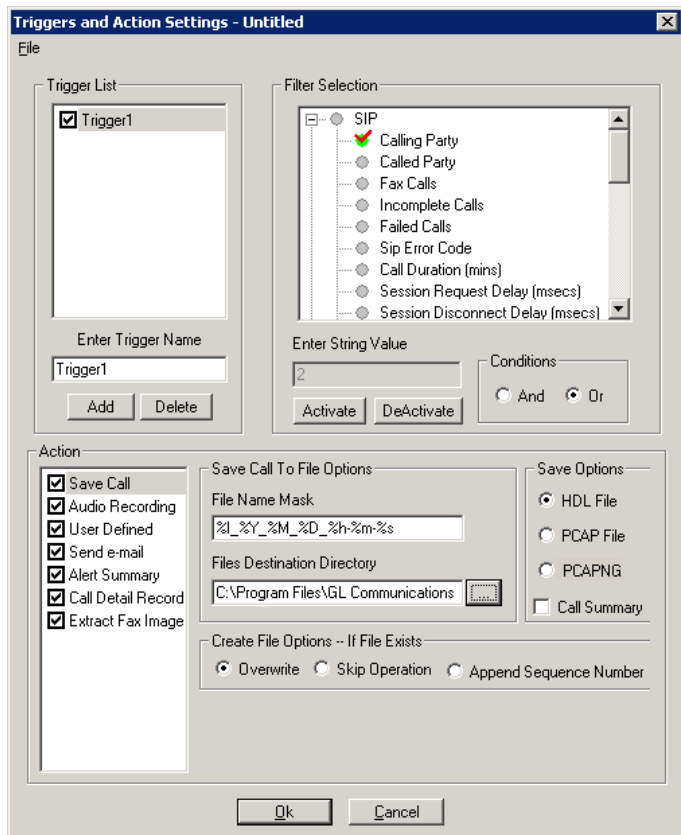 Triggers and Action Settings - Untitled
File
Trigger List
Trigger1
Enter Trigger Name
Trigger1
Add
Delete
Filter Selection
SIP
Calling Party
Called Party
Fax Calls
Incomplete Calls
Failed Calls
Sip Error Code
Call Duration (mins)
Session Request Delay (msecs)
Session Disconnect Delay (msecs)
Enter String Value
2
Activate
DeActivate
Conditions
And
Or
Action
Save Call
Audio Recording
User Defined
Send e-mail
Alert Summary
Call Detail Record
Extract Fax Image
Save Call To File Options
File Name Mask
%I_%Y_%M_%D_%h-%m-%s
Files Destination Directory
C:\Program Files\GL Communications
...
Save Options
HDL File
PCAP File
PCAPNG
Call Summary
Create File Options -- If File Exists
Overwrite
Skip Operation
Append Sequence Number
Ok
Cancel